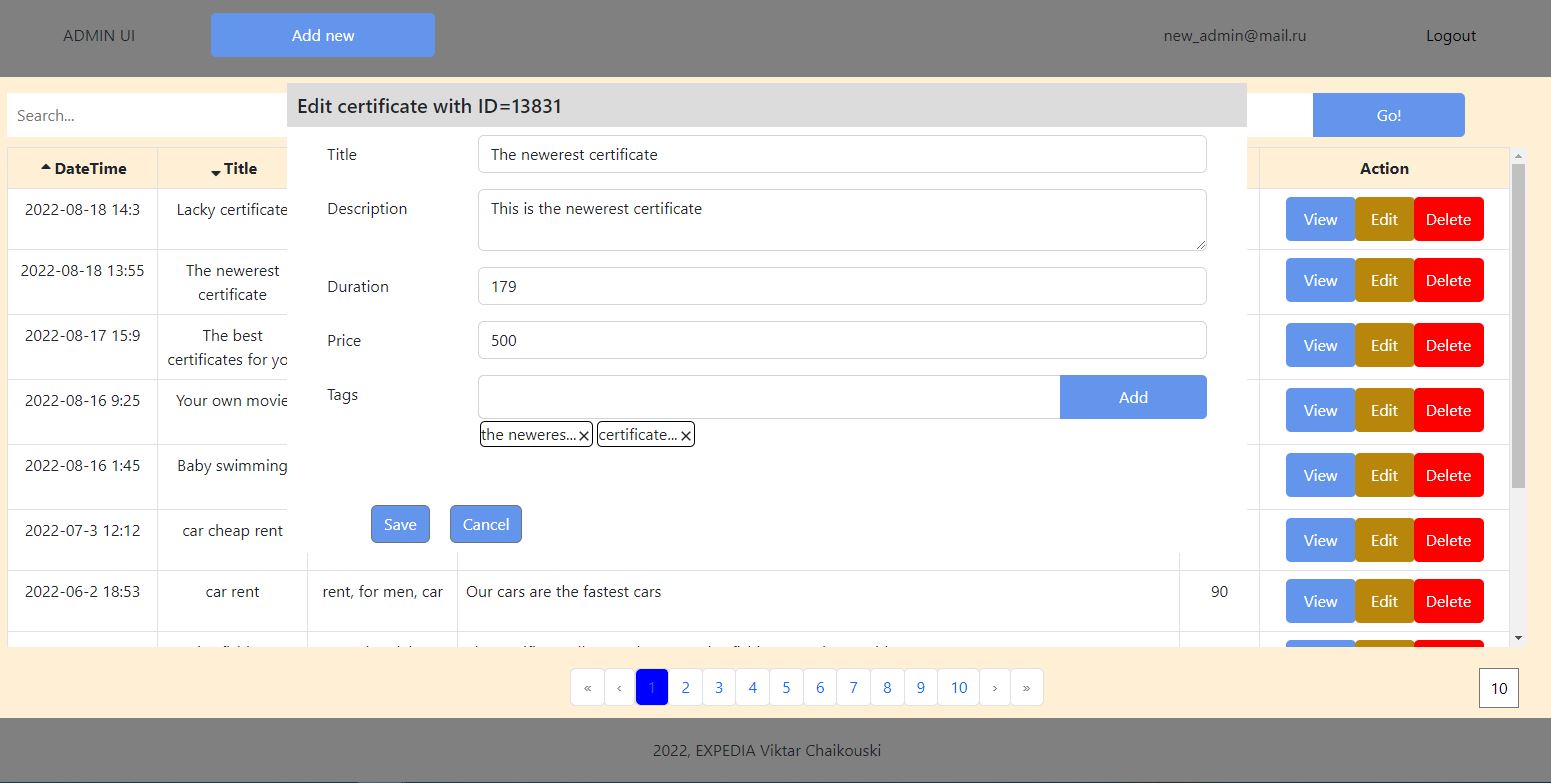 ADMIN UI
Add new
new_admin@mail.ru
Logout
Search...
Go!
Edit certificate with ID=13831
Title
The newerest certificate
Description
This is the newerest certificate
Duration
179
Price
500
Tags
Add
the neweres...×
certificate...×
Save
Cancel
DateTime
Title
Action
2022-08-18 14:3
Lacky certificate
View Edit Delete
2022-08-18 13:55
The newerest
certificate
View Edit Delete
2022-08-17 15:9
The best
certificates for yo
View Edit Delete
2022-08-16 9:25
Your own movie
View Edit Delete
2022-08-16 1:45
Baby swimming
View Edit Delete
2022-07-3 12:12
car cheap rent
View Edit Delete
2022-06-2 18:53
car rent
rent, for men, car
Our cars are the fastest cars
90
View Edit Delete
« ‹ 1 2 3 4 5 6 7 8 9 10 › »
10
2022, EXPEDIA Viktar Chaikouski